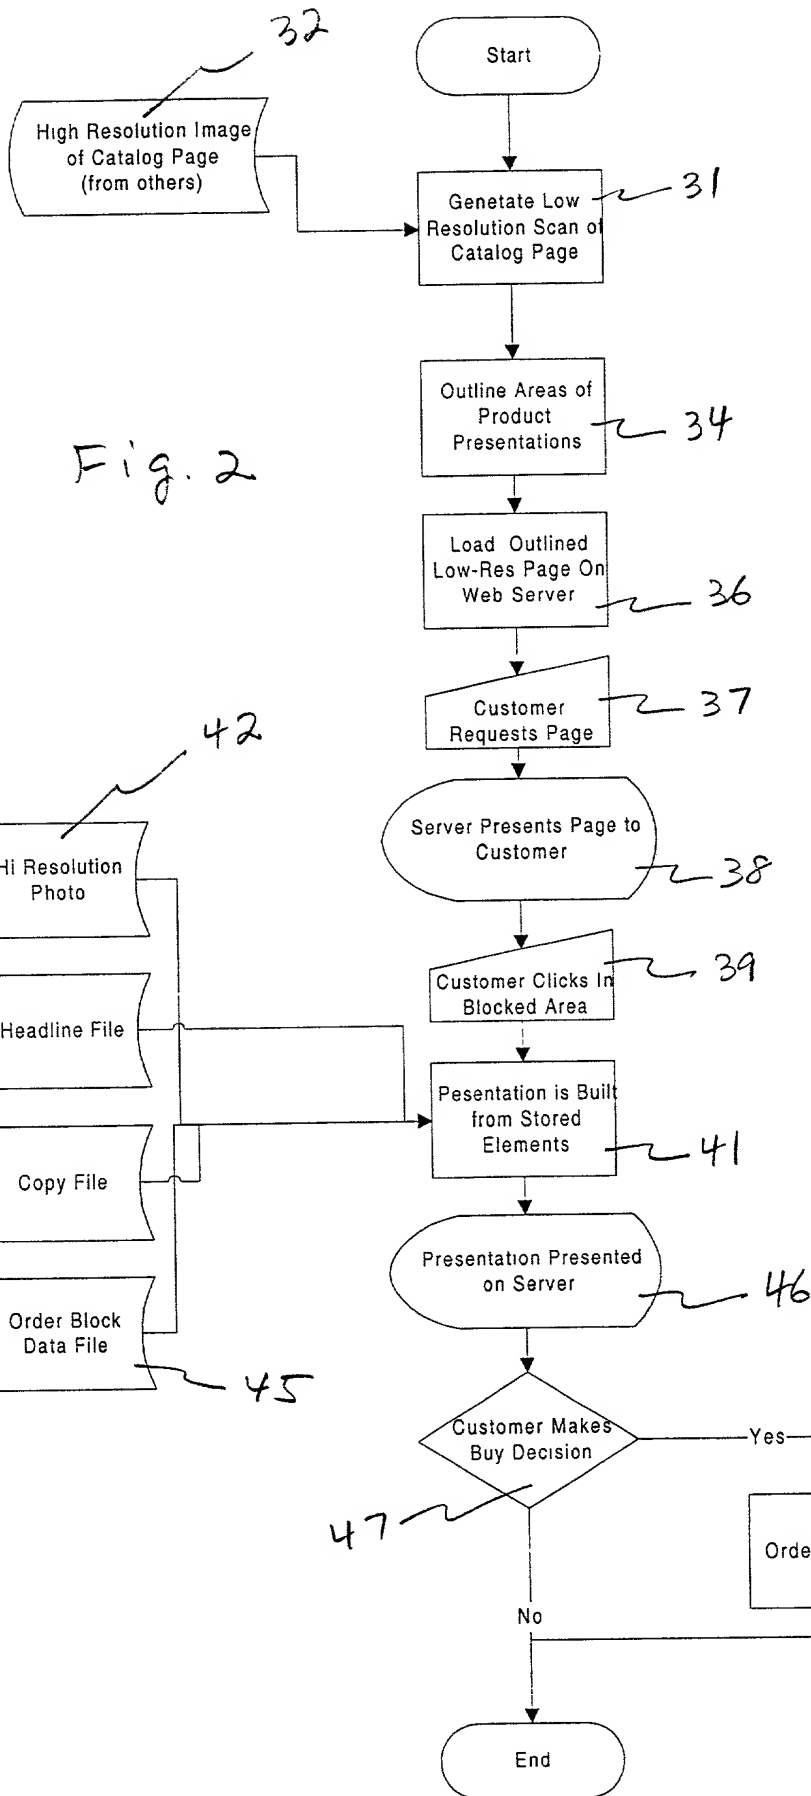 32
Start
High Resolution Image
of Catalog Page
(from others)
31
Genetate Low
Resolution Scan of
Catalog Page
Outline Areas of
Product
Presentations
34
Fig. 2
Load Outlined
Low-Res Page On
Web Server
36
Customer
Requests Page
37
42
Server Presents Page to
Customer
38
Hi Resolution
Photo
Customer Clicks In
Blocked Area
39
Headline File
Pesentation is Built
from Stored
Elements
41
Copy File
Presentation Presented
on Server
46
Order Block
Data File
45
Customer Makes
Buy Decision
Yes
47
Orde
No
End